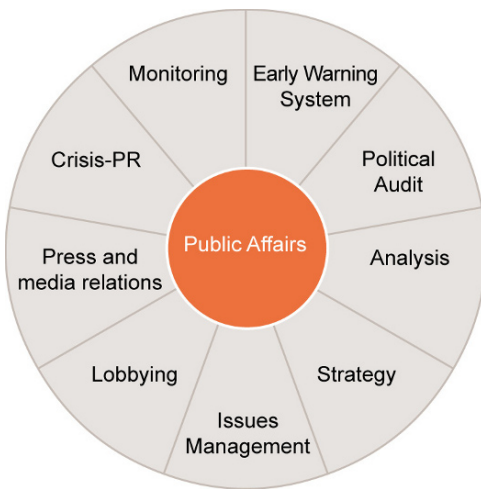 Monitoring
Early Warning
System
Crisis-PR
Political
Audit
Public Affairs
Press and
media relations
Analysis
Lobbying
Strategy
Issues
Management